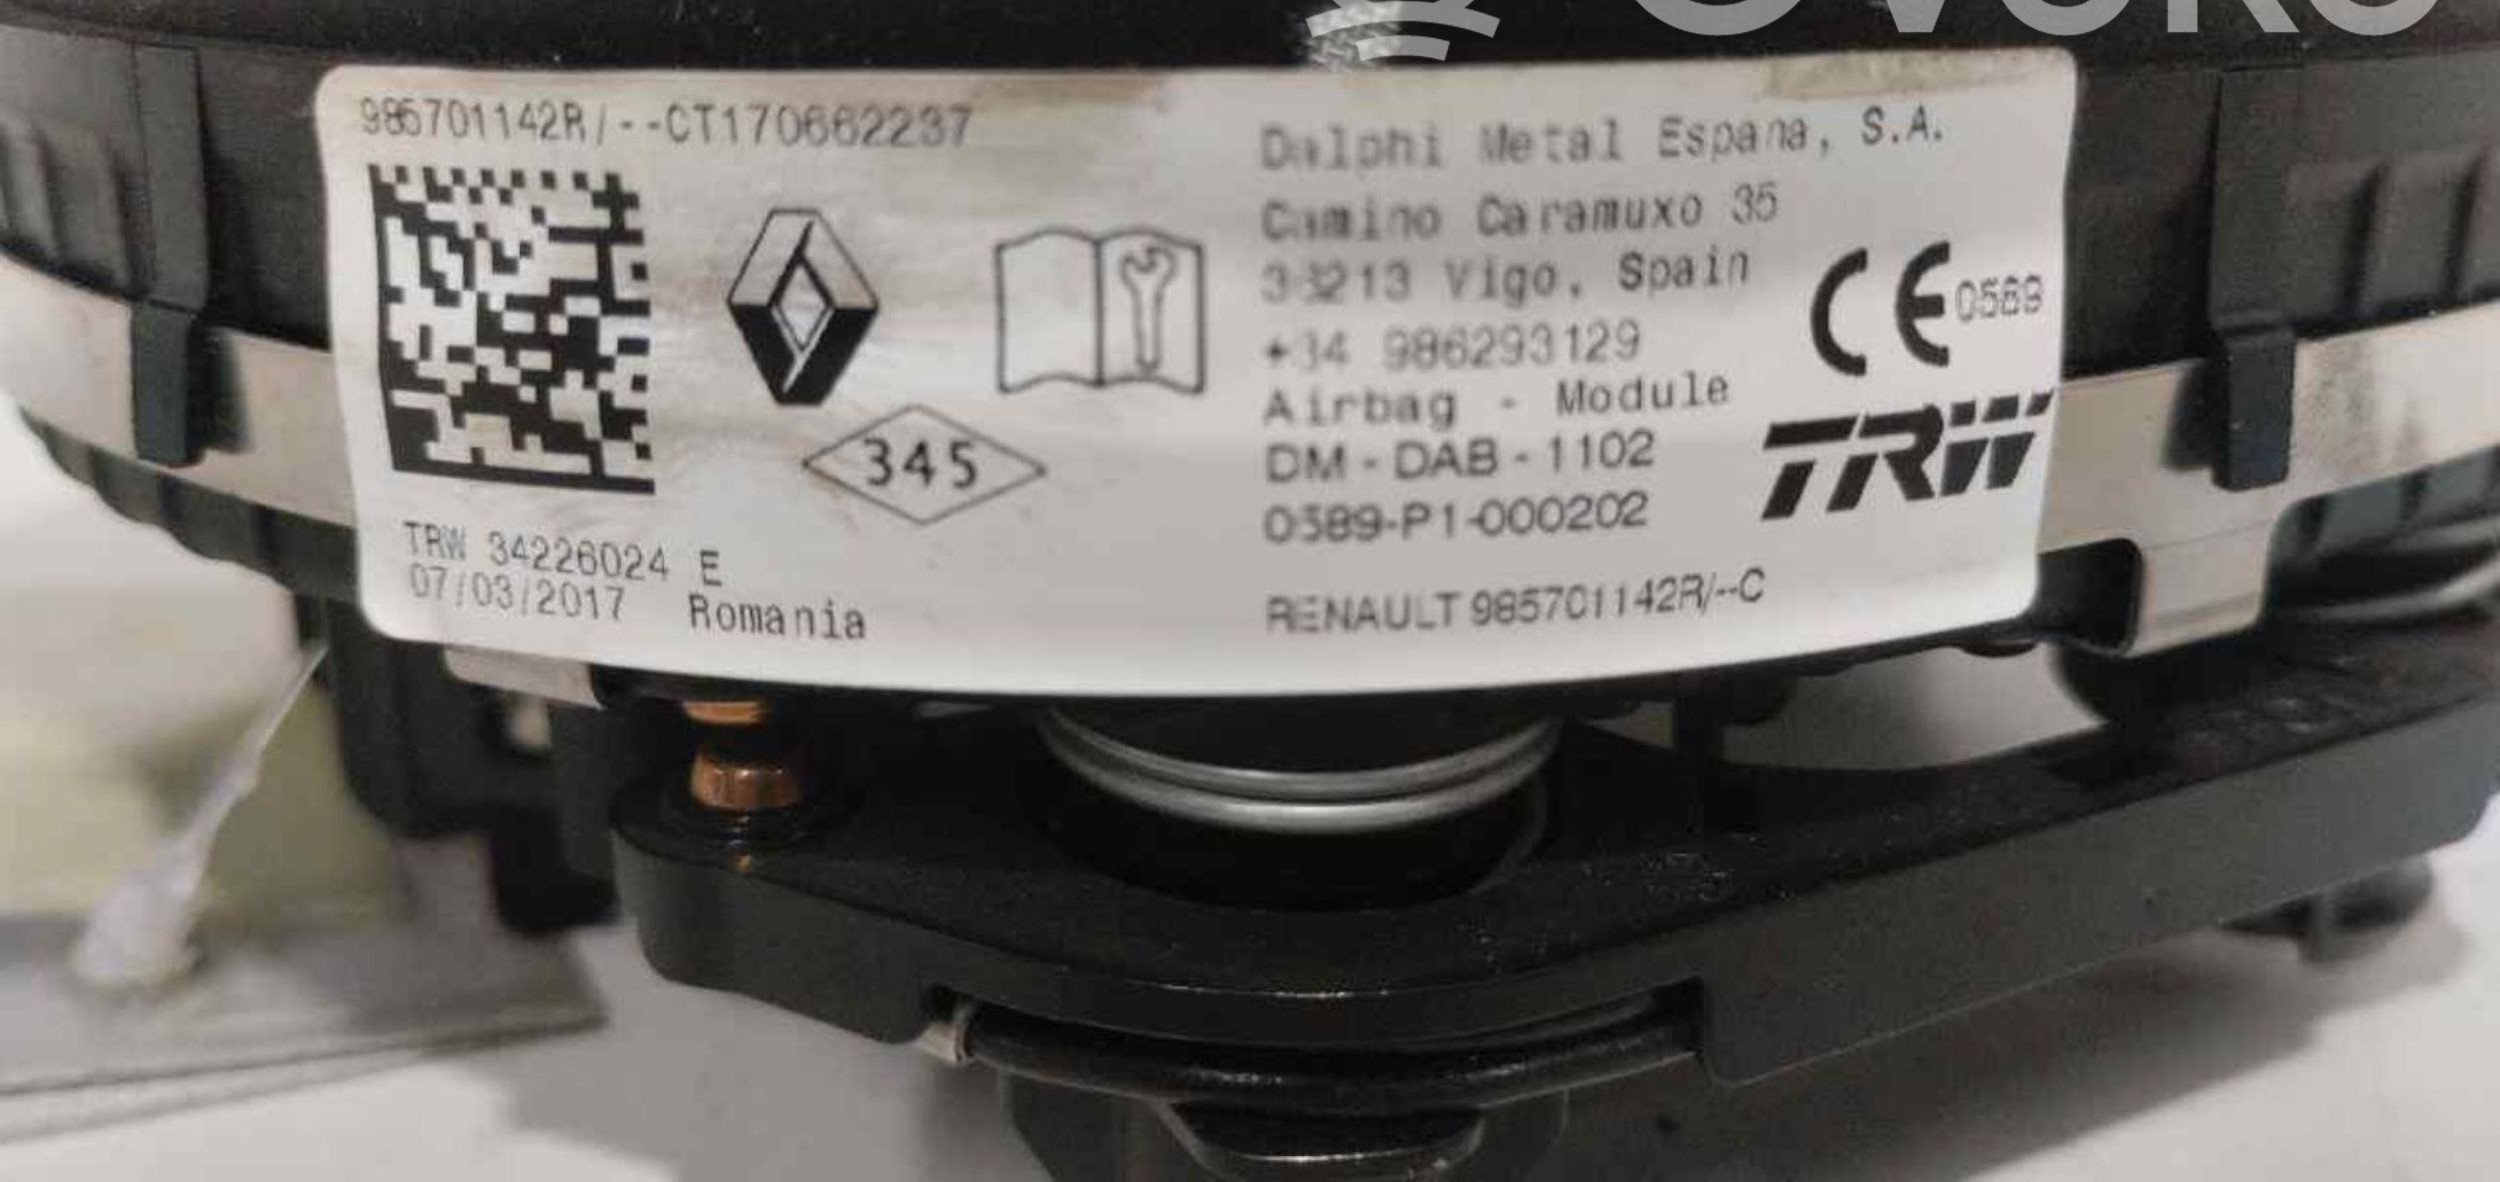 985701142R/--CT170662237
Dalphi Metal Espana, S.A.
Camino Caramuxo 35
36213 Vigo, Spain
+34 986293129
Airbag - Module
DM-DAB-1102
0589-P1-000202
RENAULT 985701142R/--C
CE 0589
TRW
345
TRW 34226024 E
07/03/2017 Romania